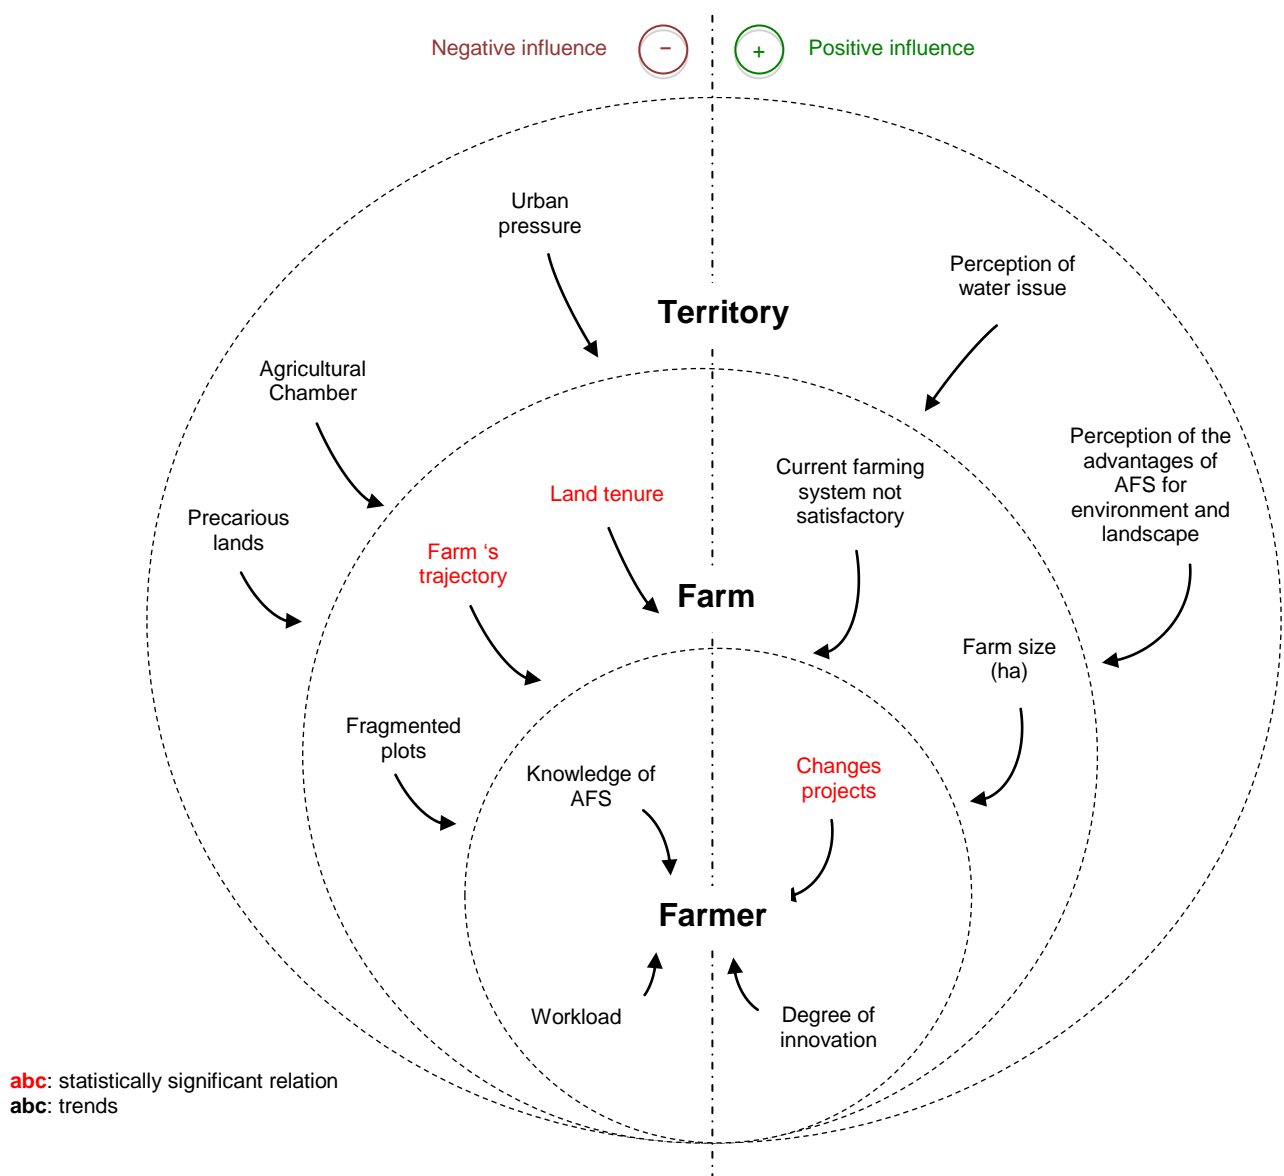 Negative influence
−
+
Positive influence
Urban
pressure
Perception of
water issue
Territory
Agricultural
Chamber
Perception of the
advantages of
AFS for
environment and
landscape
Current farming
system not
satisfactory
Land tenure
Precarious
lands
Farm ‘s
trajectory
Farm
Farm size
(ha)
Fragmented
plots
Knowledge of
AFS
Changes
projects
Farmer
Workload
Degree of
innovation
abc: statistically significant relation
abc: trends